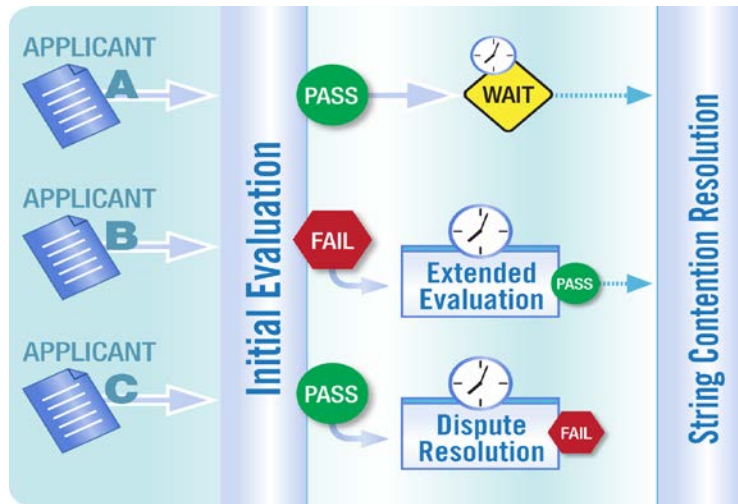 APPLICANT
A
PASS
WAIT
APPLICANT
B
FAIL
Extended
Evaluation
PASS
APPLICANT
C
PASS
Dispute
Resolution
FAIL
Initial Evaluation
String Contention Resolution